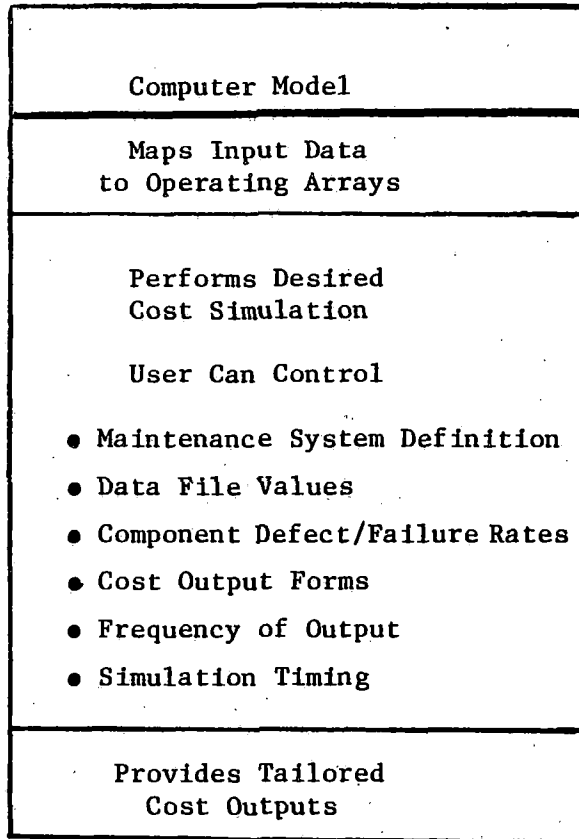 Computer Model
Maps Input Data
to Operating Arrays
Performs Desired
Cost Simulation
User Can Control
• Maintenance System Definition
• Data File Values
• Component Defect/Failure Rates
• Cost Output Forms
• Frequency of Output
• Simulation Timing
Provides Tailored
Cost Outputs